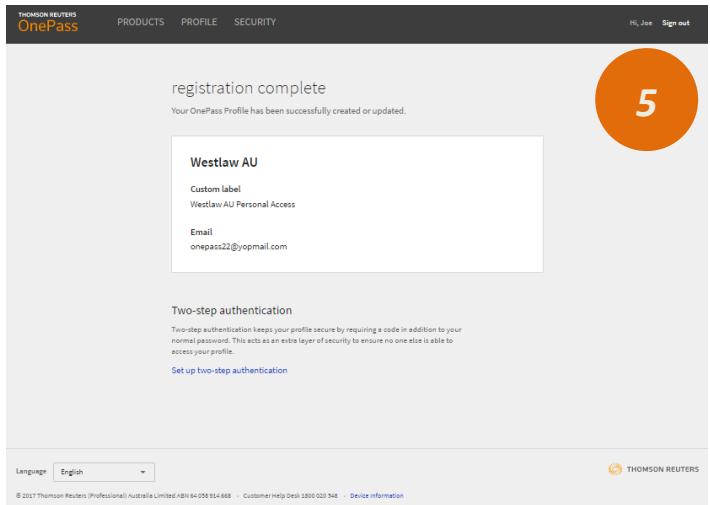 THOMSON REUTERS
OnePass
PRODUCTS PROFILE SECURITY
Hi, Joe Sign out
5
registration complete
Your OnePass Profile has been successfully created or updated.
Westlaw AU
Custom label
Westlaw AU Personal Access
Email
onepass22@yopmail.com
Two-step authentication
Two-step authentication keeps your profile secure by requiring a code in addition to your
normal password. This acts as an extra layer of security to ensure no one else is able to
access your profile.
Set up two-step authentication
Language English
THOMSON REUTERS
© 2017 Thomson Reuters (Professional) Australia Limited ABN 64 058 914 668 - Customer Help Desk 1800 020 548 - Device Information